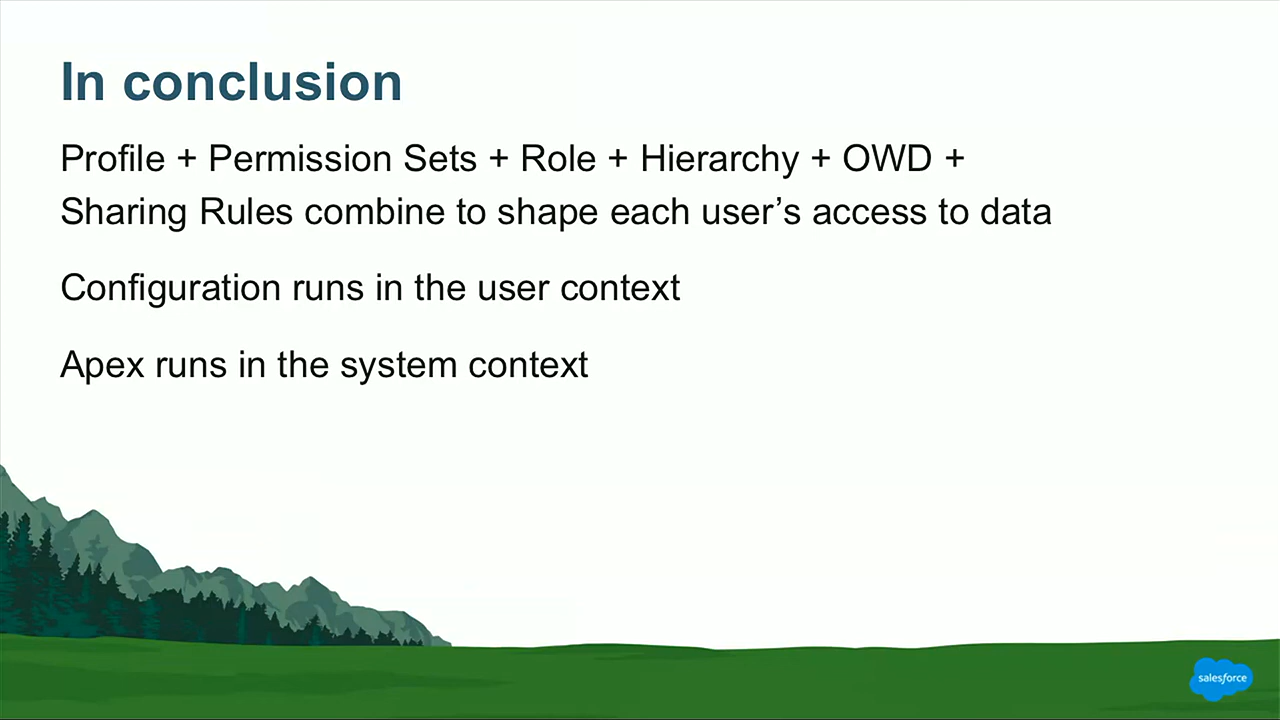 In conclusion
Profile + Permission Sets + Role + Hierarchy + OWD +
Sharing Rules combine to shape each user’s access to data
Configuration runs in the user context
Apex runs in the system context
salesforce